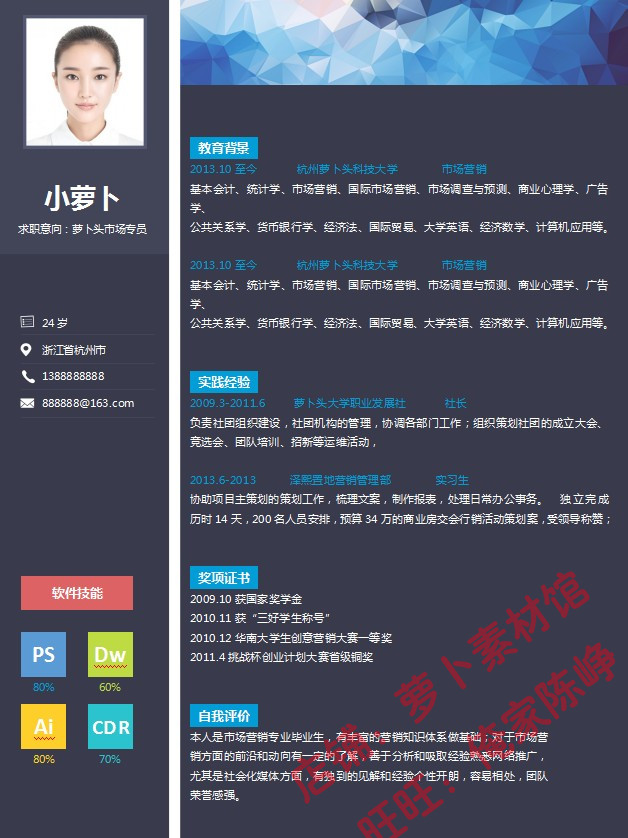 小萝卜
求职意向：萝卜头市场专员
24 岁
浙江省杭州市
1388888888
888888@163.com
软件技能
PS Dw
80% 60%
Ai CDR
80% 70%
教育背景
2013.10 至今 杭州萝卜头科技大学 市场营销
基本会计、统计学、市场营销、国际市场营销、市场调查与预测、商业心理学、广告
学、
公共关系学、货币银行学、经济法、国际贸易、大学英语、经济数学、计算机应用等。
2013.10 至今 杭州萝卜头科技大学 市场营销
基本会计、统计学、市场营销、国际市场营销、市场调查与预测、商业心理学、广告
学、
公共关系学、货币银行学、经济法、国际贸易、大学英语、经济数学、计算机应用等。
实践经验
2009.3-2011.6 萝卜头大学职业发展社 社长
负责社团组织建设，社团机构的管理，协调各部门工作；组织策划社团的成立大会、
竞选会、团队培训、招新等运维活动，
2013.6-2013 泽熙置地营销管理部 实习生
协助项目主策划的策划工作，梳理文案，制作报表，处理日常办公事务。 独立完成
历时 14 天，200 名人员安排，预算 34 万的商业房交会行销活动策划案，受领导称赞；
奖项证书
2009.10 获国家奖学金
2010.11 获“三好学生称号”
2010.12 华南大学生创意营销大赛一等奖
2011.4 挑战杯创业计划大赛省级铜奖
自我评价
本人是市场营销专业毕业生，有丰富的营销知识体系做基础；对于市场营
销方面的前沿和动向有一定的了解，善于分析和吸取经验熟悉网络推广，
尤其是社会化媒体方面，有独到的见解和经验个性开朗，容易相处，团队
荣誉感强。
店铺：萝卜素材馆
旺旺：俺家陈峥